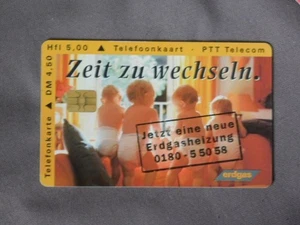 Hfl 5,00 ▲ Telefoonkaart · PTT Telecom
Telefonkarte ▲ DM 4,50
Zeit zu wechseln.
Jetzt eine neue
Erdgasheizung
0180-5 50 58
erdgas